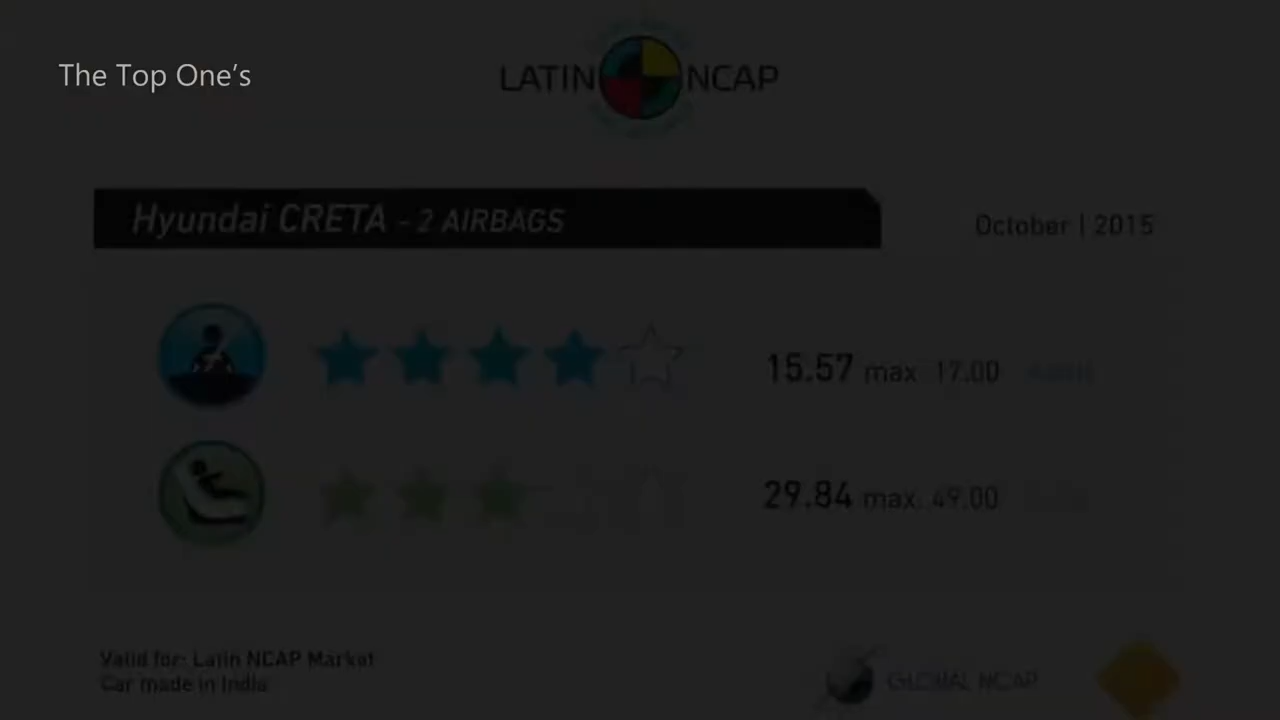 The Top One's
LATIN NCAP
Hyundai CRETA - 2 AIRBAGS
October | 2015
15.57 max. 17.00
29.84 max. 49.00
Valid for: Latin NCAP Market
Car made in India
GLOBAL NCAP